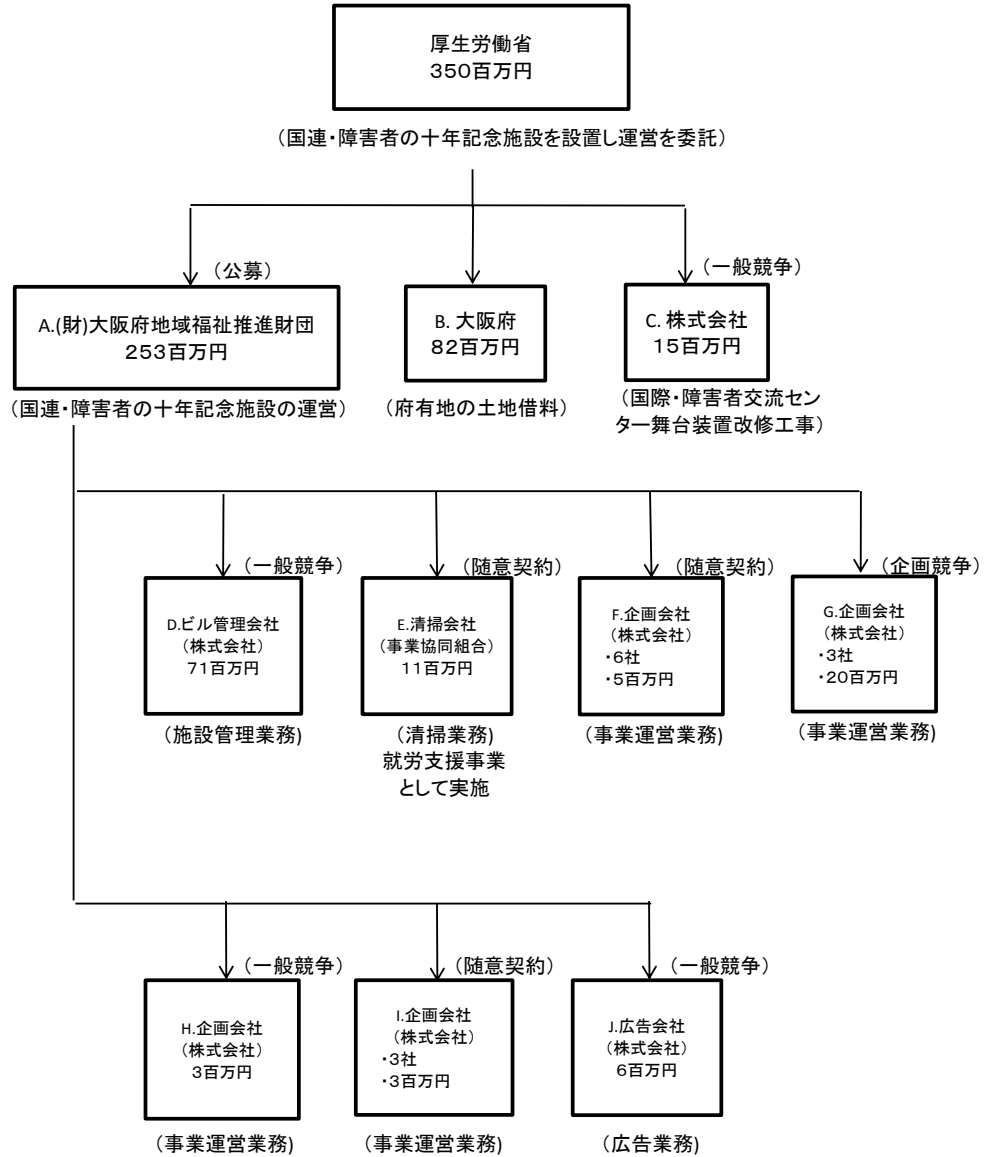 厚生労働省
350百万円
（国連・障害者の十年記念施設を設置し運営を委託）
（公募）
（一般競争）
A.(財)大阪府地域福祉推進財団
253百万円
B. 大阪府
82百万円
C. 株式会社
15百万円
（国連・障害者の十年記念施設の運営）
（府有地の土地借料）
（国際・障害者交流セン
ター舞台装置改修工事）
（一般競争）
（随意契約）
（随意契約）
（企画競争）
D.ビル管理会社
（株式会社）
71百万円
E.清掃会社
（事業協同組合）
11百万円
F.企画会社
（株式会社）
・6社
・5百万円
G.企画会社
（株式会社）
・3社
・20百万円
（施設管理業務)
（清掃業務)
就労支援事業
として実施
（事業運営業務)
（事業運営業務)
（一般競争）
（随意契約）
（一般競争）
H.企画会社
（株式会社）
3百万円
I.企画会社
（株式会社）
・3社
・3百万円
J.広告会社
（株式会社）
6百万円
（事業運営業務)
（事業運営業務)
（広告業務)